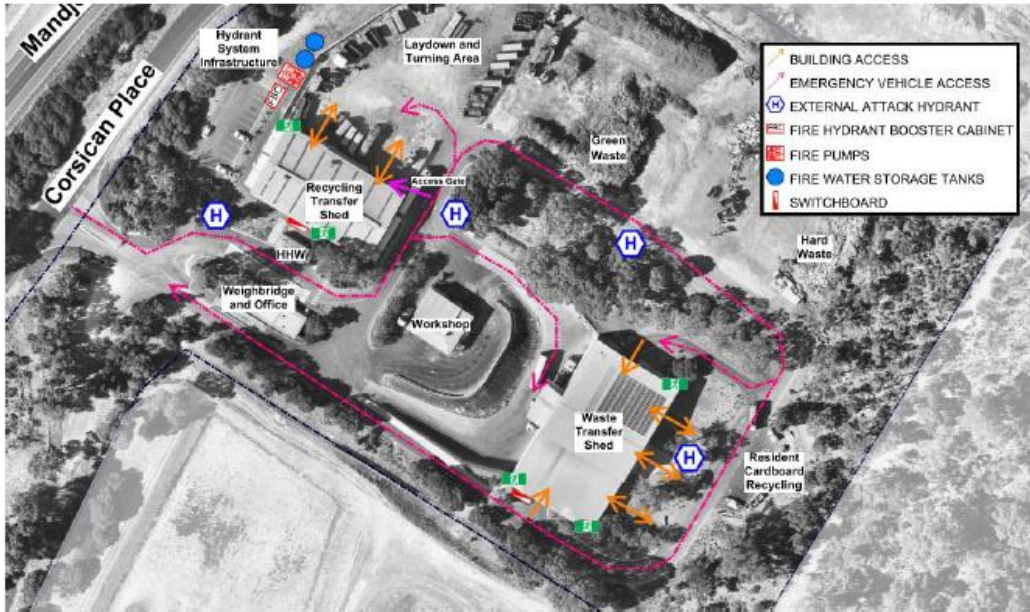 Mandj
Corsican Place
Hydrant
System
Infrastructure
FBC
Laydown and
Turning Area
Green
Waste
Hard
Waste
Recycling
Transfer
Shed
Access Gate
H
H
H
HHW
Weighbridge
and Office
Workshop
Waste
Transfer
Shed
H
Resident
Cardboard
Recycling
BUILDING ACCESS
EMERGENCY VEHICLE ACCESS
H EXTERNAL ATTACK HYDRANT
FIRE HYDRANT BOOSTER CABINET
FIRE PUMPS
FIRE WATER STORAGE TANKS
SWITCHBOARD